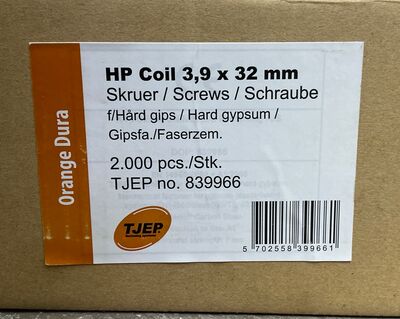 Orange Dura
HP Coil 3,9 x 32 mm
Skruer / Screws / Schraube
f/Hård gips / Hard gypsum /
Gipsfa./Faserzem.
2.000 pcs./Stk.
TJEP no. 839966
TJEP
5 702558 399661